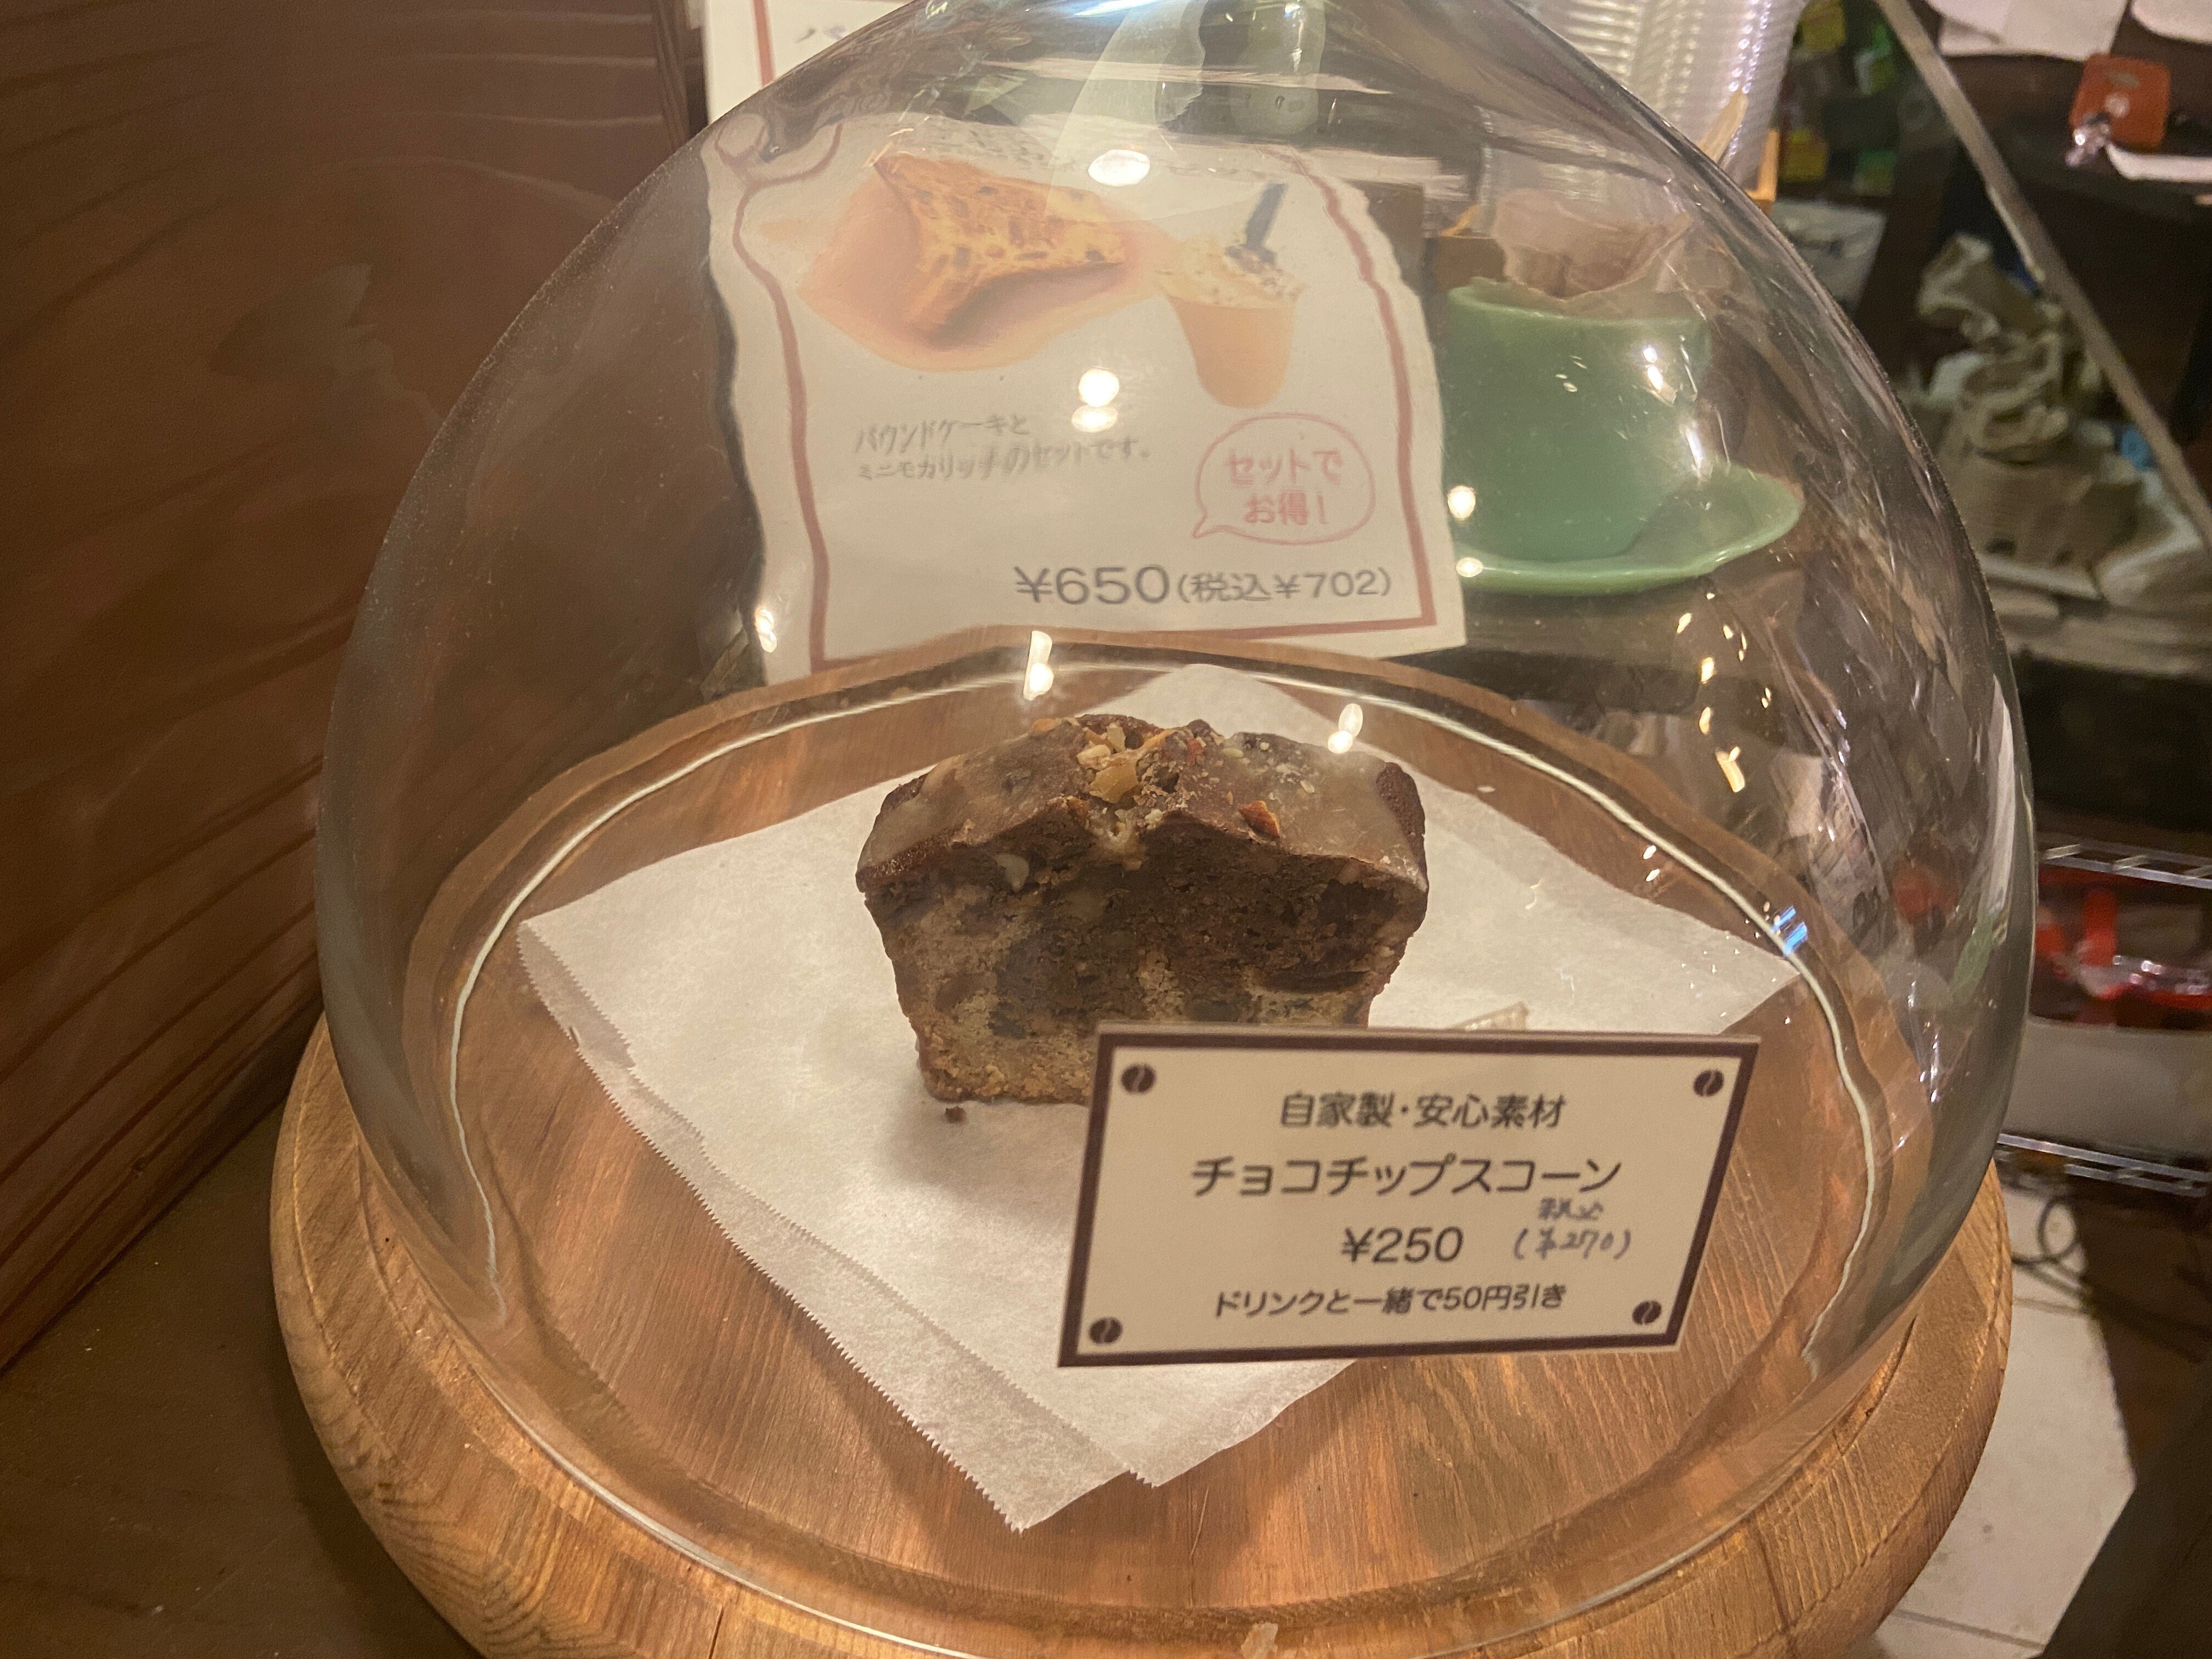 パウンドケーキと
ミニモカリッチのセットです。
セットで
お得!
¥650(税込¥702)
自家製・安心素材
チョコチップスコーン
税込
¥250 (¥270)
ドリンクと一緒で50円引き